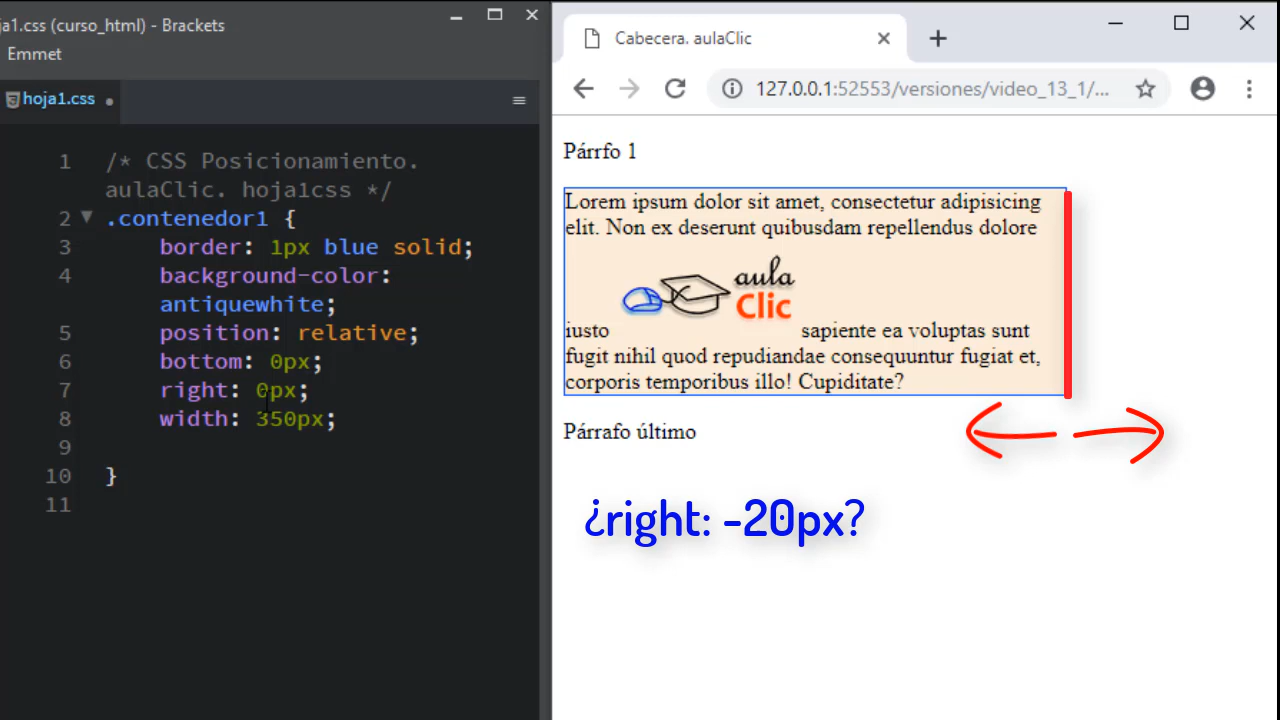 ja1.css (curso_html) - Brackets
Emmet
hoja1.css
1 /* CSS Posicionamiento.
aulaClic. hoja1css */
2 .contenedor1 {
3 border: 1px blue solid;
4 background-color:
antiquewhite;
5 position: relative;
6 bottom: 0px;
7 right: 0px;
8 width: 350px;
9
10 }
11
Cabecera. aulaClic
127.0.0.1:52553/versiones/video_13_1/...
Párrfo 1
Lorem ipsum dolor sit amet, consectetur adipisicing
elit. Non ex deserunt quibusdam repellendus dolore
aula
Clic
iusto sapiente ea voluptas sunt
fugit nihil quod repudiandae consequuntur fugiat et,
corporis temporibus illo! Cupiditate?
Párrafo último
¿right: -20px?